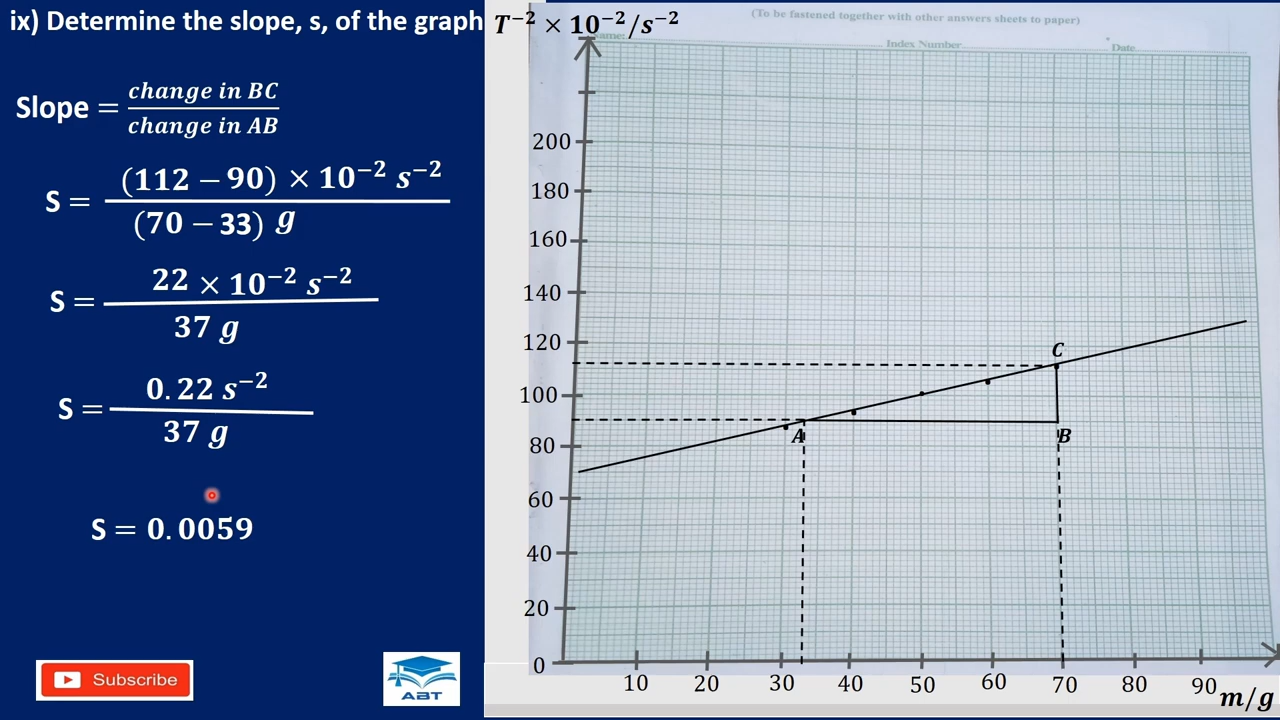 ix) Determine the slope, s, of the graph
Slope = change in BC / change in AB
S = (112 − 90) × 10⁻² s⁻² / (70 − 33) g
S = 22 × 10⁻² s⁻² / 37 g
S = 0.22 s⁻² / 37 g
S = 0.0059
Subscribe
ABT
T⁻² × 10⁻²/s⁻²
(To be fastened together with other answers sheets to paper)
ame: Index Number Date
200
180
160
140
120
100
80
60
40
20
0
C
A
B
10 20 30 40 50 60 70 80 90
m/g